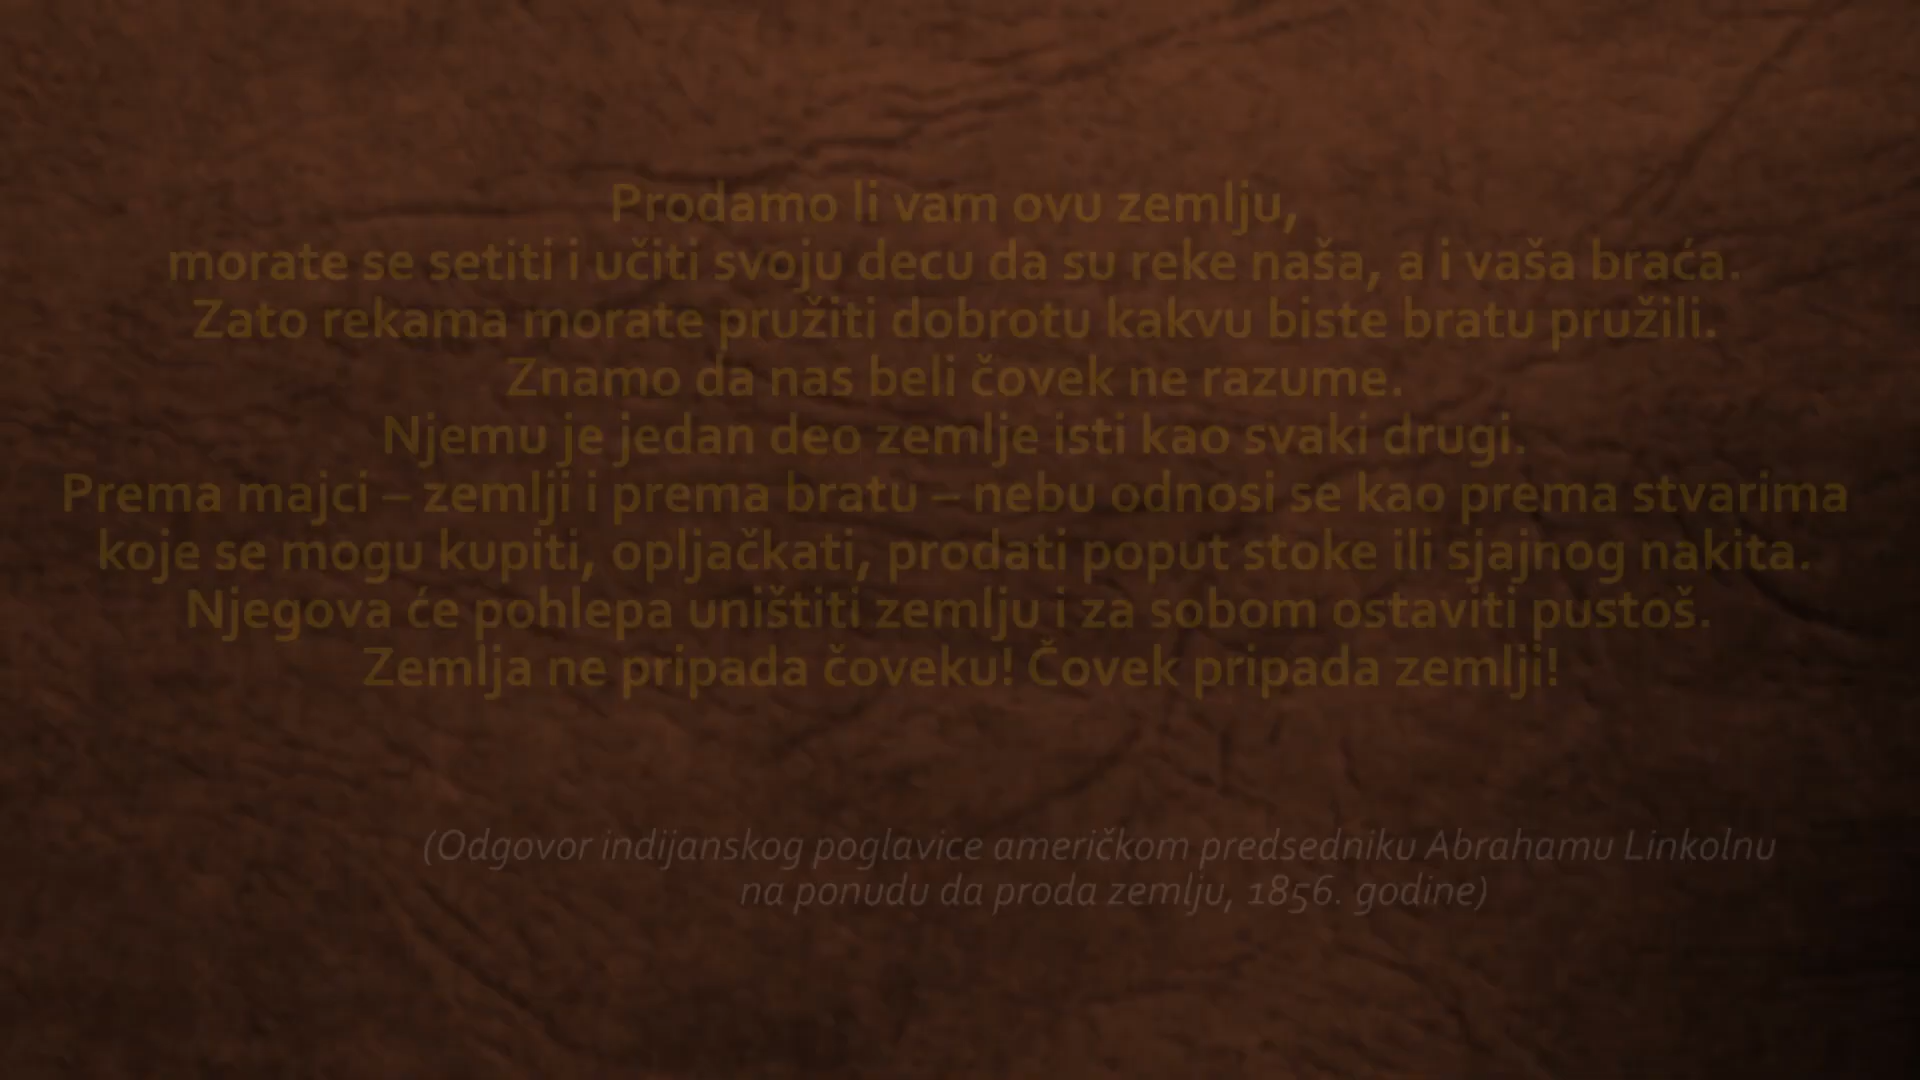 Prodamo li vam ovu zemlju,
morate se setiti i učiti svoju decu da su reke naša, a i vaša braća.
Zato rekama morate pružiti dobrotu kakvu biste bratu pružili.
Znamo da nas beli čovek ne razume.
Njemu je jedan deo zemlje isti kao svaki drugi.
Prema majci – zemlji i prema bratu – nebu odnosi se kao prema stvarima
koje se mogu kupiti, opljačkati, prodati poput stoke ili sjajnog nakita.
Njegova će pohlepa uništiti zemlju i za sobom ostaviti pustoš.
Zemlja ne pripada čoveku! Čovek pripada zemlji!
(Odgovor indijanskog poglavice američkom predsedniku Abrahamu Linkolnu
na ponudu da proda zemlju, 1856. godine)